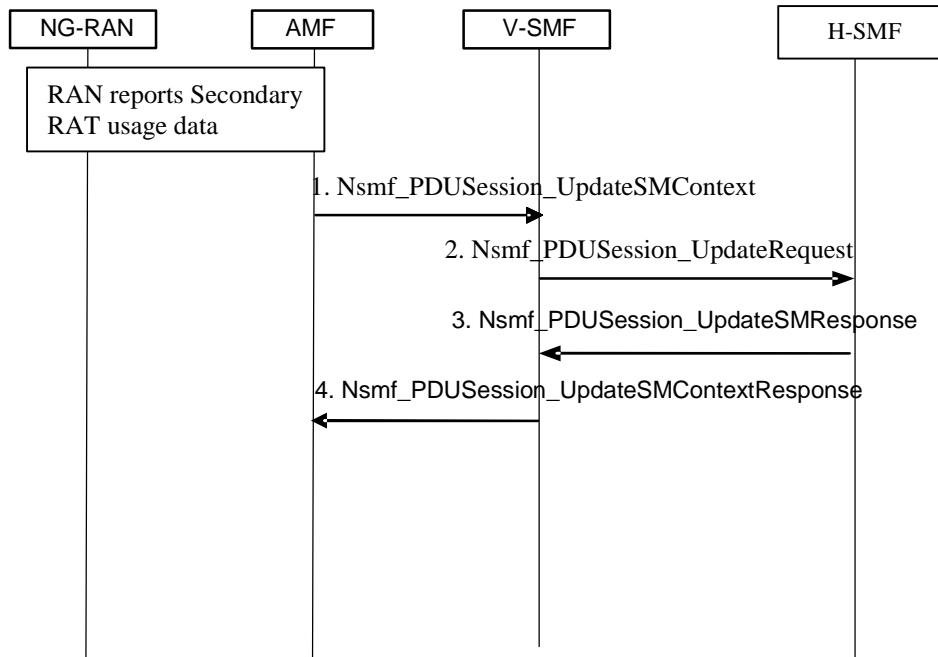 NG-RAN
AMF
V-SMF
H-SMF
RAN reports Secondary
RAT usage data
1. Nsmf_PDUSession_UpdateSMContext
2. Nsmf_PDUSession_UpdateRequest
3. Nsmf_PDUSession_UpdateSMResponse
4. Nsmf_PDUSession_UpdateSMContextResponse